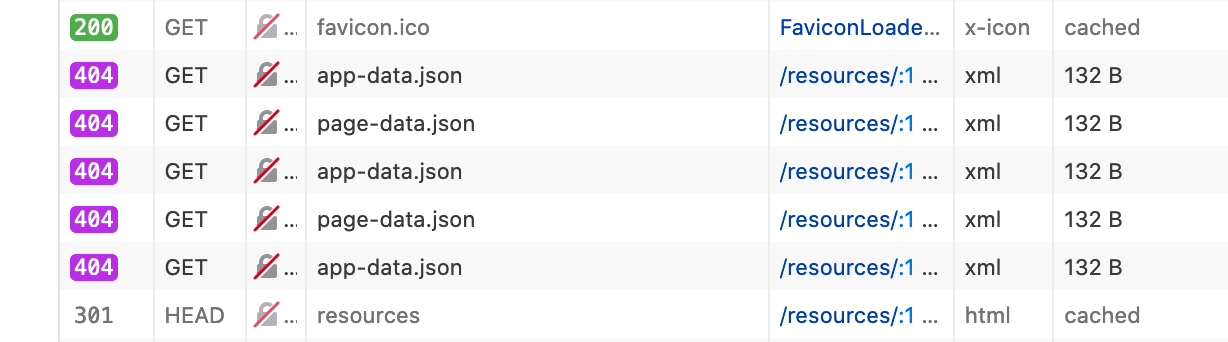 200 GET ... favicon.ico FaviconLoade... x-icon cached
404 GET ... app-data.json /resources/:1 ... xml 132 B
404 GET ... page-data.json /resources/:1 ... xml 132 B
404 GET ... app-data.json /resources/:1 ... xml 132 B
404 GET ... page-data.json /resources/:1 ... xml 132 B
404 GET ... app-data.json /resources/:1 ... xml 132 B
301 HEAD ... resources /resources/:1 ... html cached